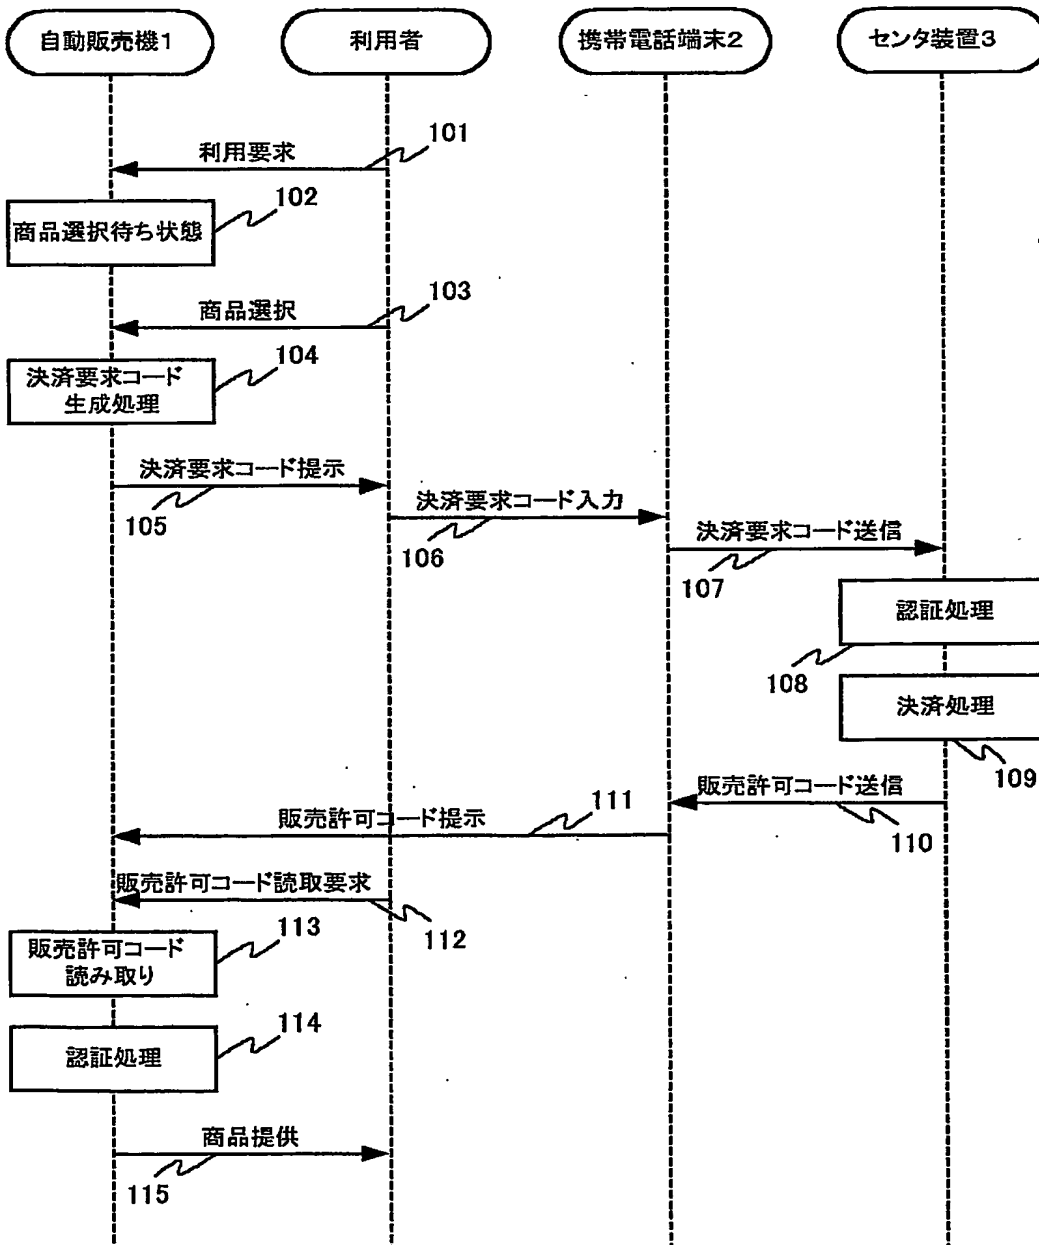 自動販売機1
利用者
携帯電話端末2
センタ装置3
利用要求
101
商品選択待ち状態
102
商品選択
103
決済要求コード
生成処理
104
決済要求コード提示
105
決済要求コード入力
106
決済要求コード送信
107
認証処理
108
決済処理
109
販売許可コード送信
110
販売許可コード提示
111
販売許可コード読取要求
112
販売許可コード
読み取り
113
認証処理
114
商品提供
115